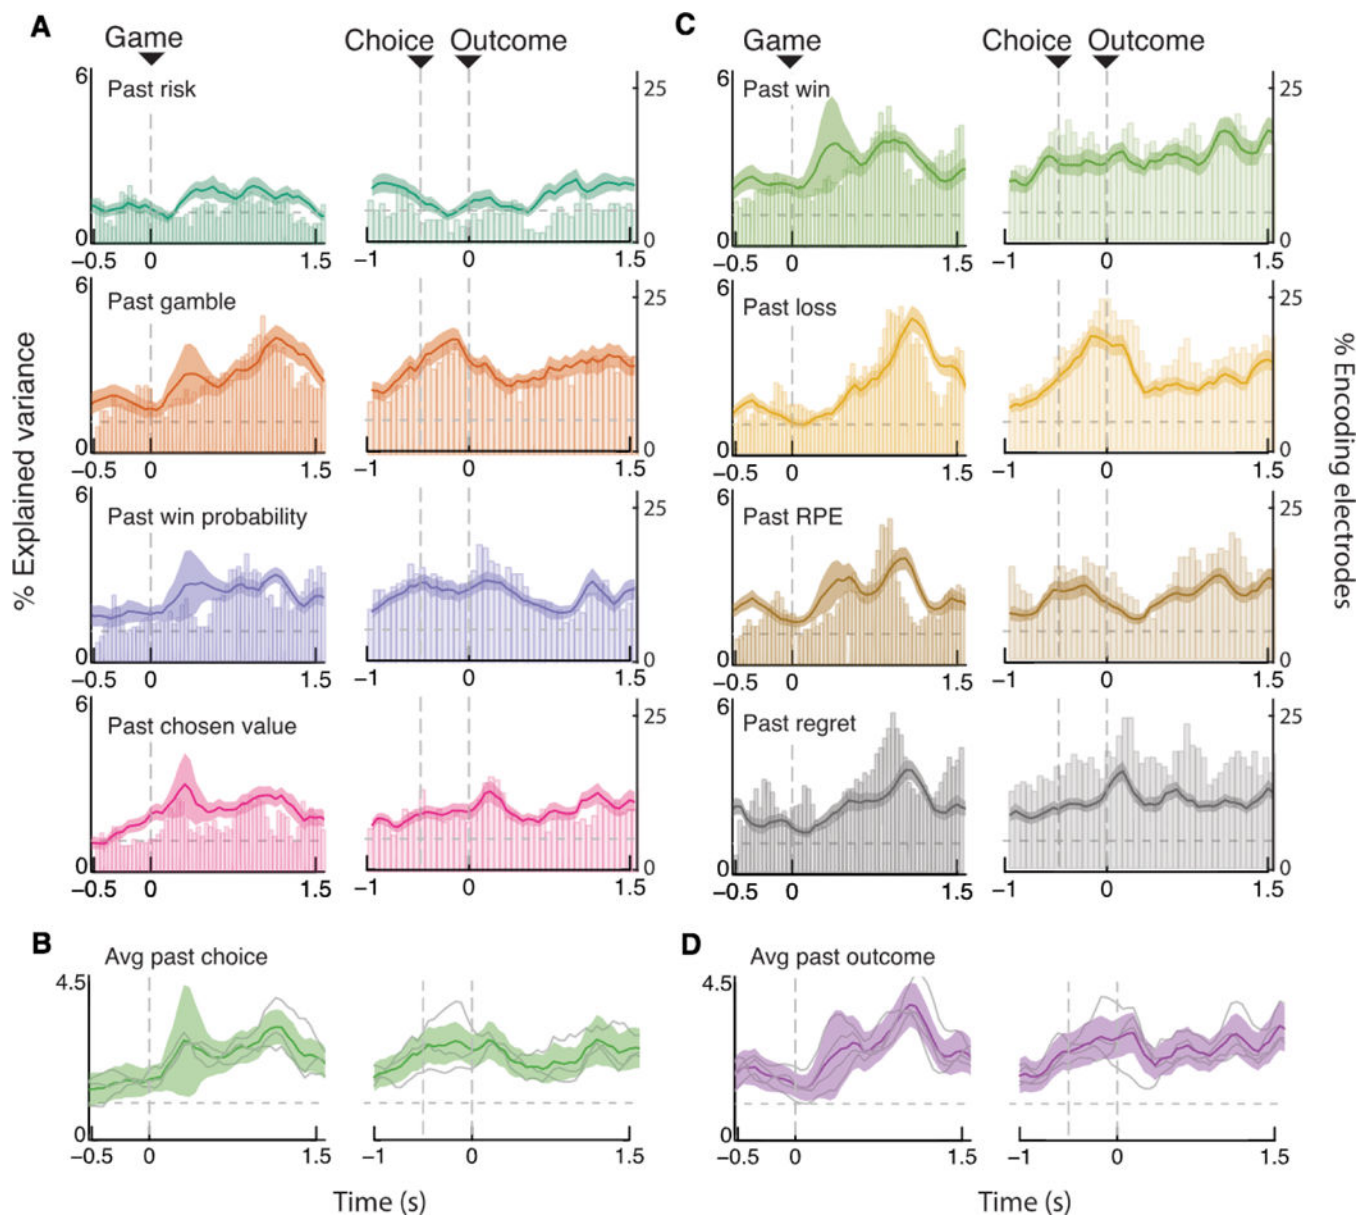 A
Game
Choice Outcome
C
Game
Choice Outcome
6
Past risk
25
0
0
−0.5 0 1.5
−1 0 1.5
6
Past win
25
0
0
−0.5 0 1.5
−1 0 1.5
6
Past gamble
25
0
0
−0.5 0 1.5
−1 0 1.5
6
Past loss
25
0
0
−0.5 0 1.5
−1 0 1.5
% Explained variance
% Encoding electrodes
6
Past win probability
25
0
0
−0.5 0 1.5
−1 0 1.5
6
Past RPE
25
0
0
−0.5 0 1.5
−1 0 1.5
6
Past chosen value
25
0
0
−0.5 0 1.5
−1 0 1.5
6
Past regret
25
0
0
−0.5 0 1.5
−1 0 1.5
B
Avg past choice
4.5
0
−0.5 0 1.5
−1 0 1.5
Time (s)
D
Avg past outcome
4.5
0
−0.5 0 1.5
−1 0 1.5
Time (s)